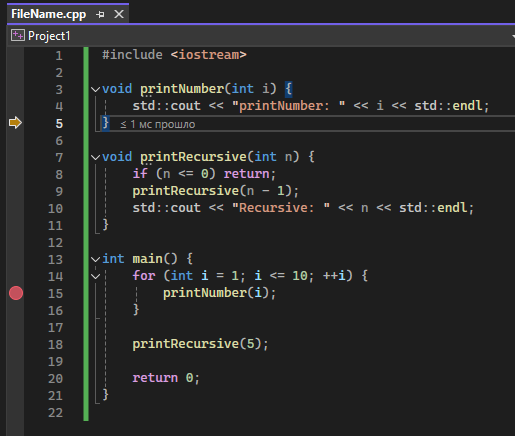 FileName.cpp
Project1
1 #include <iostream>
2
3 void printNumber(int i) {
4 std::cout << "printNumber: " << i << std::endl;
5 } ≤ 1 мс прошло
6
7 void printRecursive(int n) {
8 if (n <= 0) return;
9 printRecursive(n - 1);
10 std::cout << "Recursive: " << n << std::endl;
11 }
12
13 int main() {
14 for (int i = 1; i <= 10; ++i) {
15 printNumber(i);
16 }
17
18 printRecursive(5);
19
20 return 0;
21 }
22